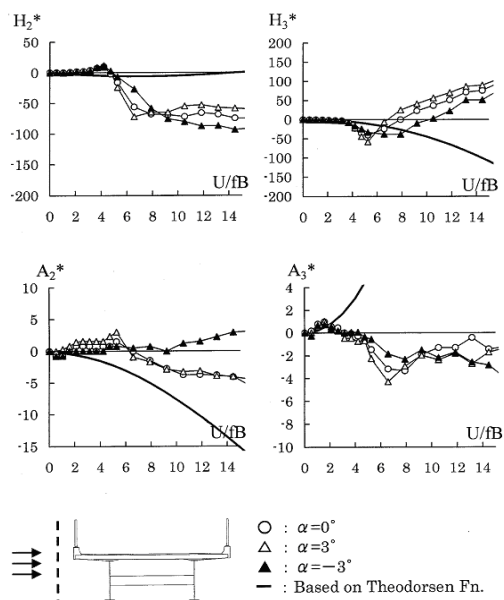 H₂* H₃*
50
0
-50
-100
-150
-200
0 2 4 6 8 10 12 14
U/fB
200
150
100
50
0
-50
-100
-150
-200
0 2 4 6 8 10 12 14
U/fB
A₂* A₃*
10
5
0
-5
-10
-15
0 2 4 6 8 10 12 14
U/fB
4
2
0
-2
-4
-6
-8
-10
0 2 4 6 8 10 12 14
U/fB
○ : α=0°
△ : α=3°
▲ : α=−3°
— : Based on Theodorsen Fn.